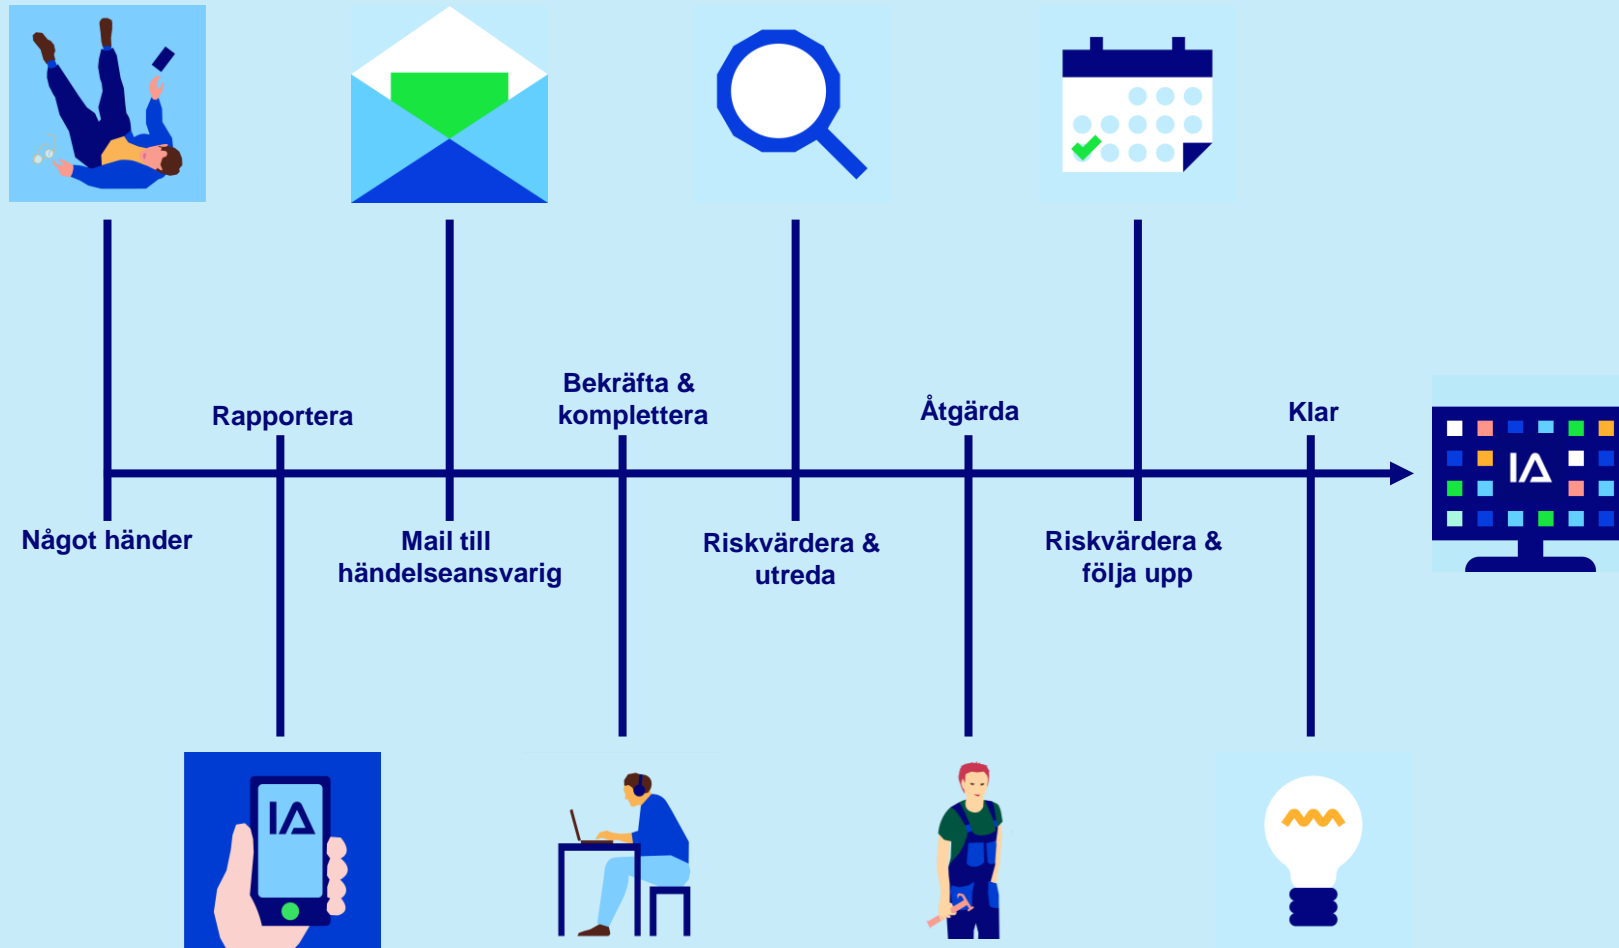 Något händer
Rapportera
Mail till
händelseansvarig
Bekräfta &
komplettera
Riskvärdera &
utreda
Åtgärda
Riskvärdera &
följa upp
Klar
IA
IA